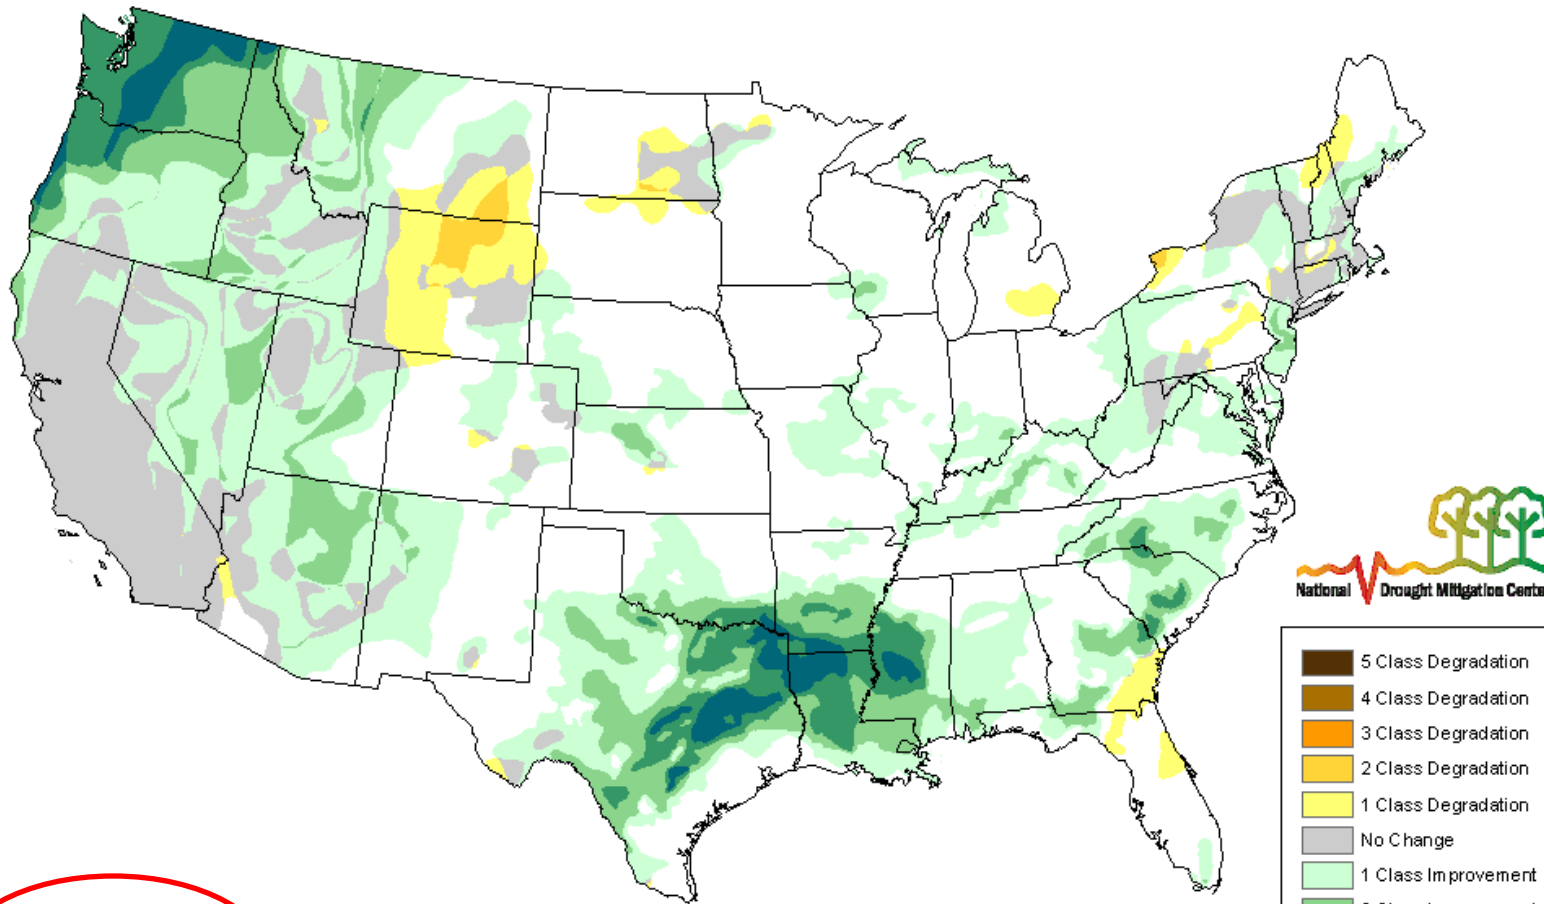 National Drought Mitigation Cente
5 Class Degradation
4 Class Degradation
3 Class Degradation
2 Class Degradation
1 Class Degradation
No Change
1 Class Improvement